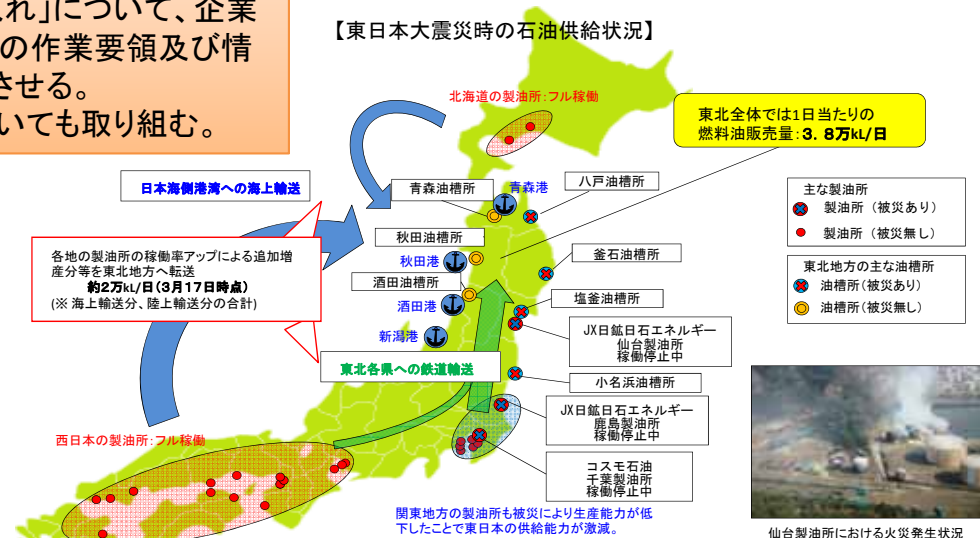 れ」について、企業
の作業要領及び情
させる。
いても取り組む。
【東日本大震災時の石油供給状況】
北海道の製油所:フル稼働
東北全体では1日当たりの
燃料油販売量:3.8万kL/日
日本海側港湾への海上輸送
青森油槽所
青森港
八戸油槽所
主な製油所
製油所 (被災あり)
製油所 (被災無し)
東北地方の主な油槽所
油槽所(被災あり)
油槽所(被災無し)
各地の製油所の稼働率アップによる追加増
産分等を東北地方へ転送
約2万kL/日(3月17日時点)
(※ 海上輸送分、陸上輸送分の合計)
秋田油槽所
秋田港
釜石油槽所
酒田油槽所
酒田港
塩釜油槽所
新潟港
JX日鉱日石エネルギー
仙台製油所
稼働停止中
東北各県への鉄道輸送
小名浜油槽所
JX日鉱日石エネルギー
鹿島製油所
稼働停止中
西日本の製油所:フル稼働
コスモ石油
千葉製油所
稼働停止中
関東地方の製油所も被災により生産能力が低
下したことで東日本の供給能力が激減。
仙台製油所における火災発生状況